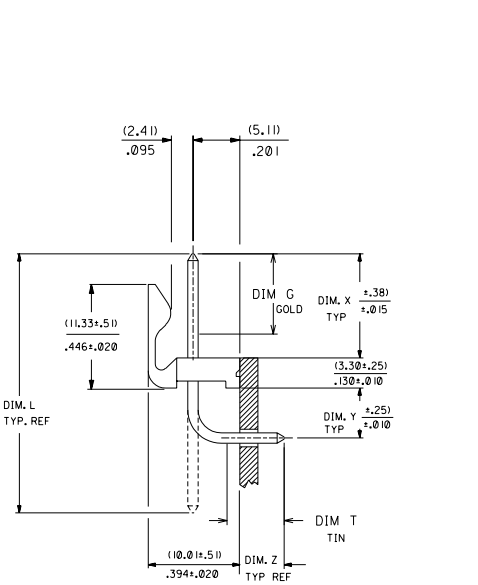 (2.41)
.095
(5.11)
.201
DIM G
GOLD
DIM. X
TYP
±.38)
±.015
(11.33±.51)
.446±.020
(3.30±.25)
.130±.010
DIM. L
TYP. REF
DIM. Y
TYP
±.25)
±.010
DIM T
TIN
(10.01±.51)
.394±.020
DIM. Z
TYP REF